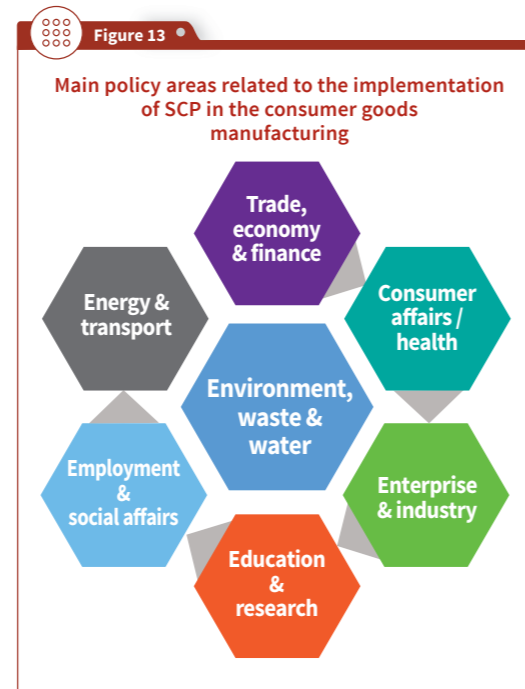 Figure 13
Main policy areas related to the implementation
of SCP in the consumer goods
manufacturing
Trade,
economy
& finance
Consumer
affairs /
health
Enterprise
& industry
Education
&
research
Employment
&
social affairs
Energy &
transport
Environment,
waste &
water